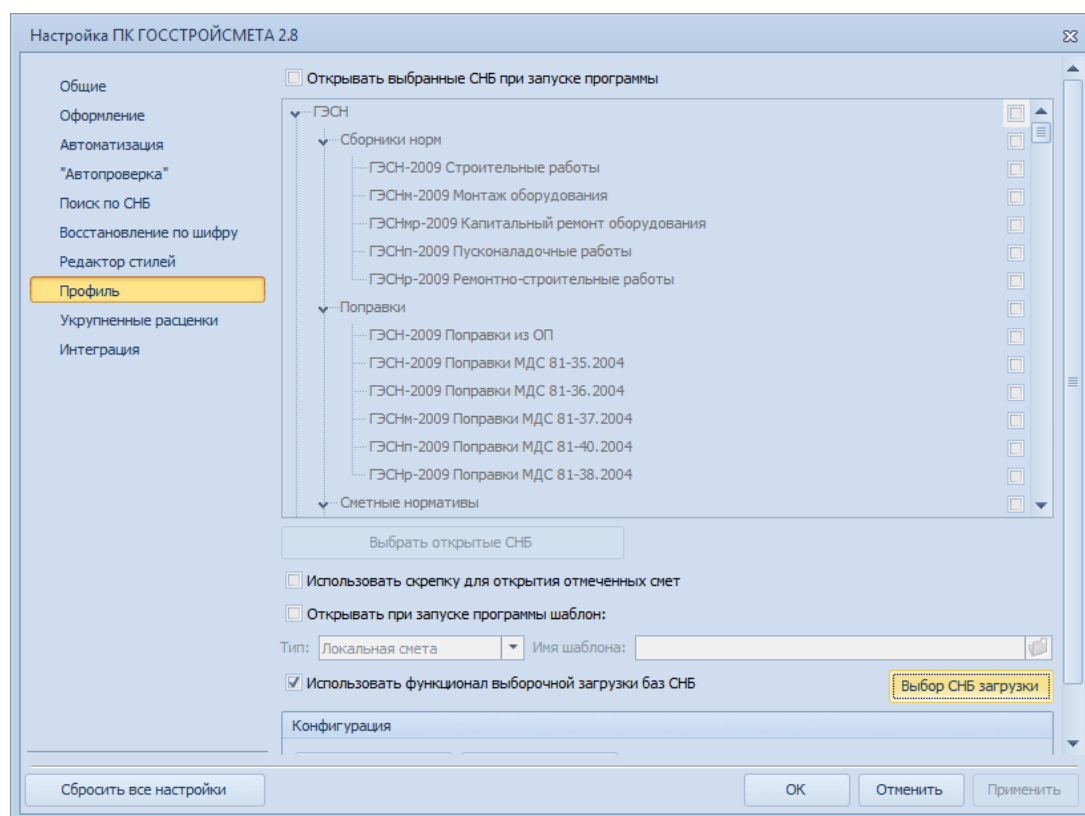 Настройка ПК ГОССТРОЙСМЕТА 2.8
Общие
Оформление
Автоматизация
"Автопроверка"
Поиск по СНБ
Восстановление по шифру
Редактор стилей
Профиль
Укрупненные расценки
Интеграция
Открывать выбранные СНБ при запуске программы
ГЭСН
Сборники норм
ГЭСН-2009 Строительные работы
ГЭСНм-2009 Монтаж оборудования
ГЭСНмр-2009 Капитальный ремонт оборудования
ГЭСНп-2009 Пусконаладочные работы
ГЭСНр-2009 Ремонтно-строительные работы
Поправки
ГЭСН-2009 Поправки из ОП
ГЭСН-2009 Поправки МДС 81-35.2004
ГЭСН-2009 Поправки МДС 81-36.2004
ГЭСНм-2009 Поправки МДС 81-37.2004
ГЭСНп-2009 Поправки МДС 81-40.2004
ГЭСНр-2009 Поправки МДС 81-38.2004
Сметные нормативы
Выбрать открытые СНБ
Использовать скрепку для открытия отмеченных смет
Открывать при запуске программы шаблон:
Тип: Локальная смета Имя шаблона:
Использовать функционал выборочной загрузки баз СНБ Выбор СНБ загрузки
Конфигурация
Сбросить все настройки ОК Отменить Применить